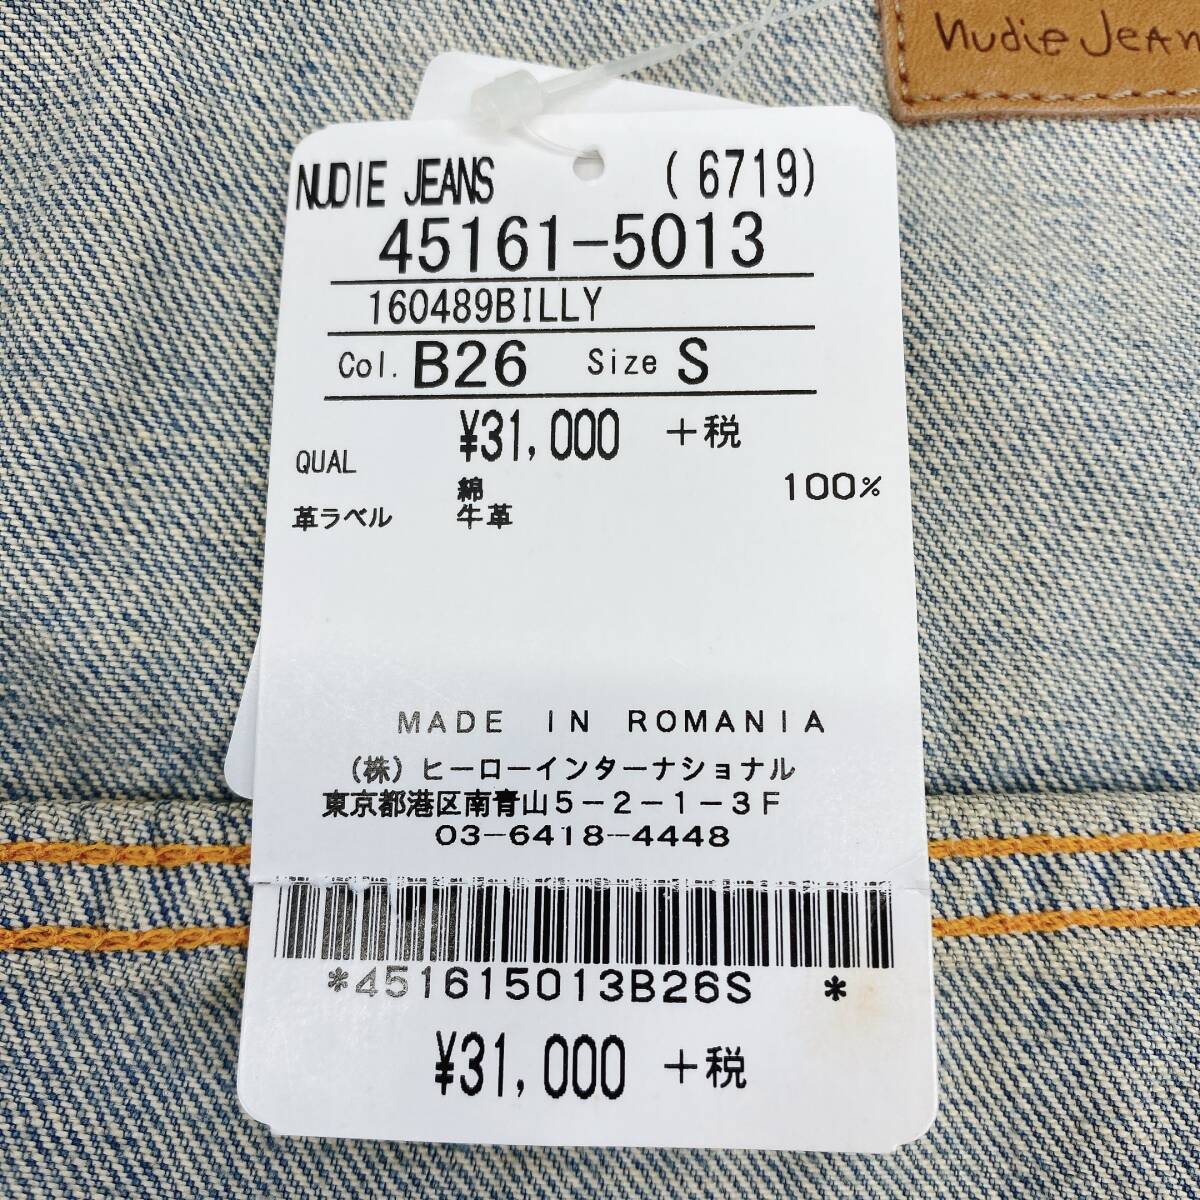 nudie Jean
NUDIE JEANS (6719)
45161-5013
160489BILLY
Col. B26 Size S
¥31,000 +税
QUAL
綿 100%
革ラベル 牛革
MADE IN ROMANIA
(株)ヒーローインターナショナル
東京都港区南青山5-2-1-3F
03-6418-4448
*451615013B26S *
¥31,000 +税